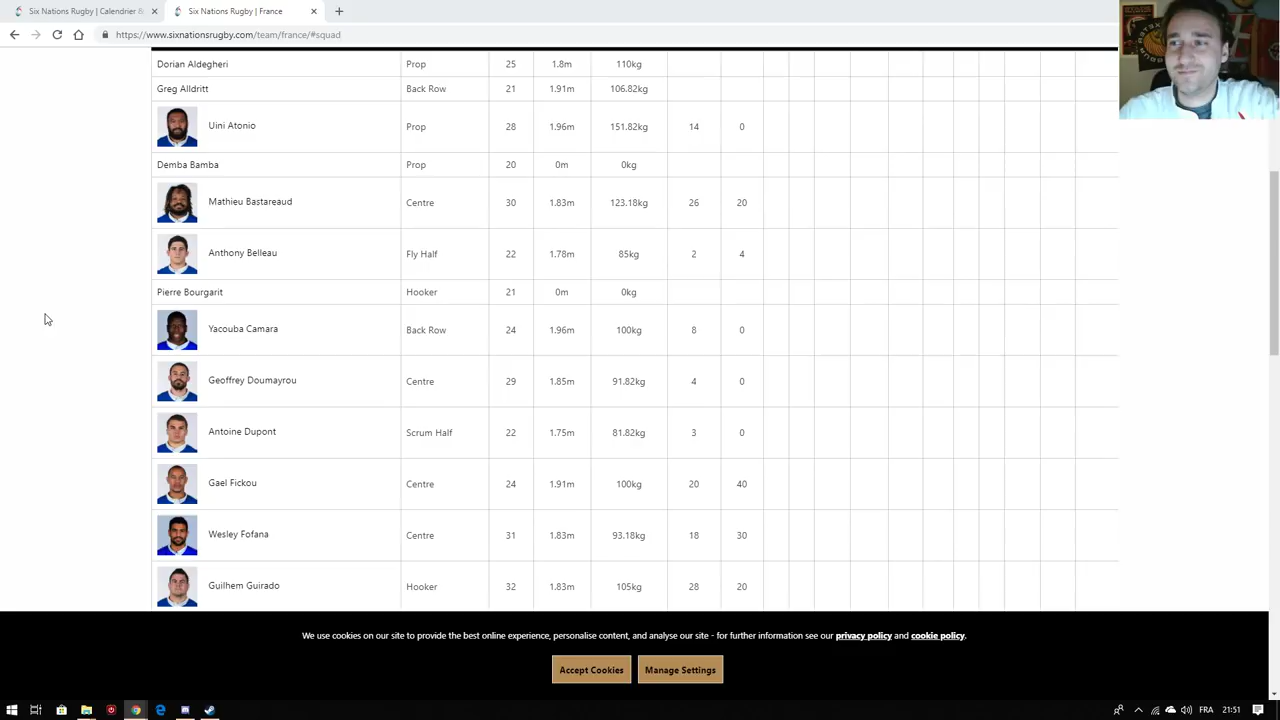 Six Nations Rugby | Calendrier &
Six Nations Rugby | France
https://www.sixnationsrugby.com/team/france/#squad
Dorian Aldegheri Prop 25 1.8m 110kg
Greg Alldritt Back Row 21 1.91m 106.82kg
Uini Atonio Prop 28 1.96m 151.82kg 14 0
Demba Bamba Prop 20 0m 0kg
Mathieu Bastareaud Centre 30 1.83m 123.18kg 26 20
Anthony Belleau Fly Half 22 1.78m 85kg 2 4
Pierre Bourgarit Hooker 21 0m 0kg
Yacouba Camara Back Row 24 1.96m 100kg 8 0
Geoffrey Doumayrou Centre 29 1.85m 91.82kg 4 0
Antoine Dupont Scrum Half 22 1.75m 81.82kg 3 0
Gael Fickou Centre 24 1.91m 100kg 20 40
Wesley Fofana Centre 31 1.83m 93.18kg 18 30
Guilhem Guirado Hooker 32 1.83m 105kg 28 20
We use cookies on our site to provide the best online experience, personalise content, and analyse our site - for further information see our privacy policy and cookie policy.
Accept Cookies Manage Settings
FRA 21:51